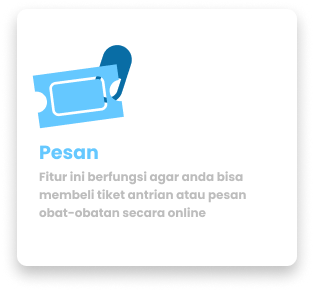 Pesan
Fitur ini berfungsi agar anda bisa
membeli tiket antrian atau pesan
obat-obatan secara online